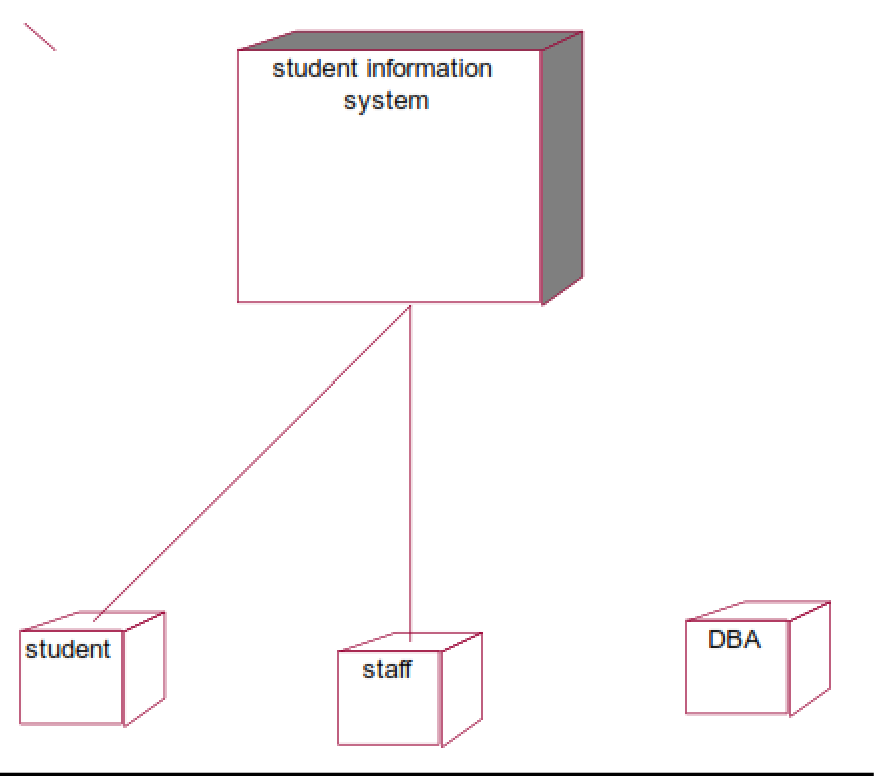 student information
system
student
staff
DBA